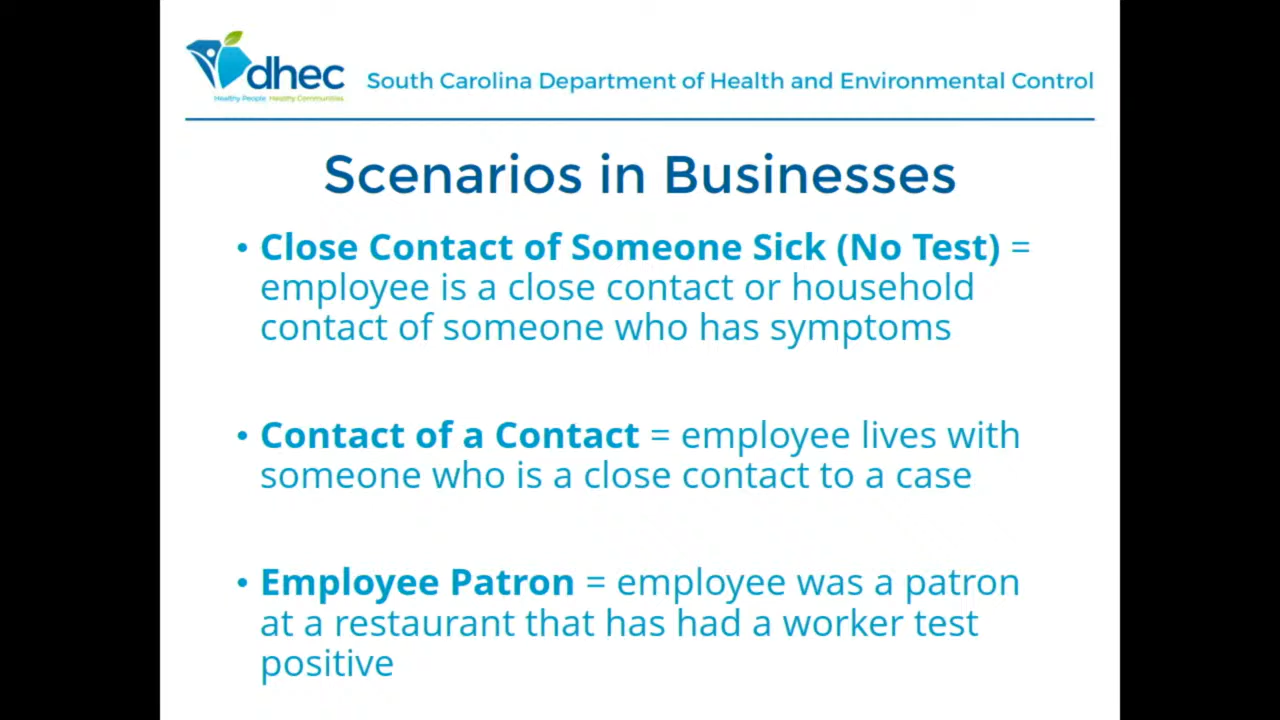 dhec
Healthy People. Healthy Communities.
South Carolina Department of Health and Environmental Control
Scenarios in Businesses
• Close Contact of Someone Sick (No Test) =
employee is a close contact or household
contact of someone who has symptoms
• Contact of a Contact = employee lives with
someone who is a close contact to a case
• Employee Patron = employee was a patron
at a restaurant that has had a worker test
positive